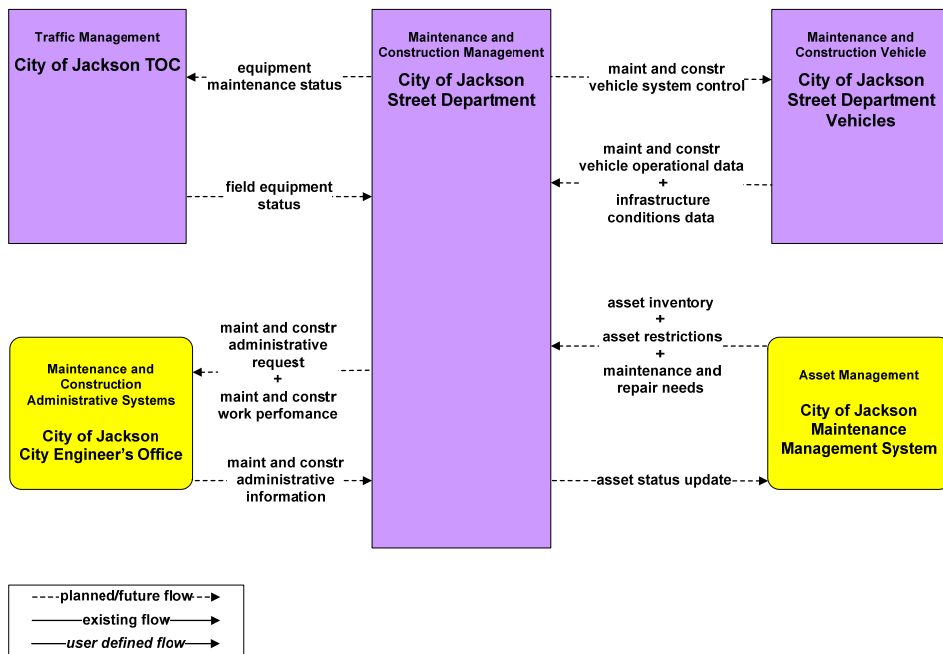 Traffic Management
City of Jackson TOC
equipment
maintenance status
field equipment
status
Maintenance and
Construction Management
City of Jackson
Street Department
maint and constr
vehicle system control
maint and constr
vehicle operational data
+
infrastructure
conditions data
Maintenance and
Construction Vehicle
City of Jackson
Street Department
Vehicles
Maintenance and
Construction
Administrative Systems
City of Jackson
City Engineer's Office
maint and constr
administrative
request
+
maint and constr
work perfomance
maint and constr
administrative
information
asset inventory
+
asset restrictions
+
maintenance and
repair needs
asset status update
Asset Management
City of Jackson
Maintenance
Management System
planned/future flow
existing flow
user defined flow